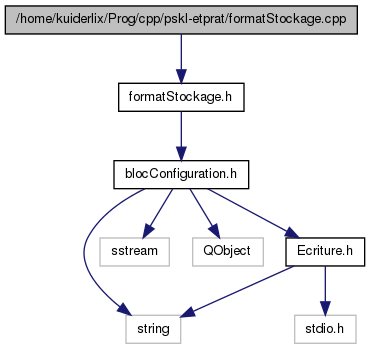 /home/kuiderlix/Prog/cpp/pskl-etprat/formatStockage.cpp
formatStockage.h
blocConfiguration.h
sstream
QObject
Ecriture.h
string
stdio.h